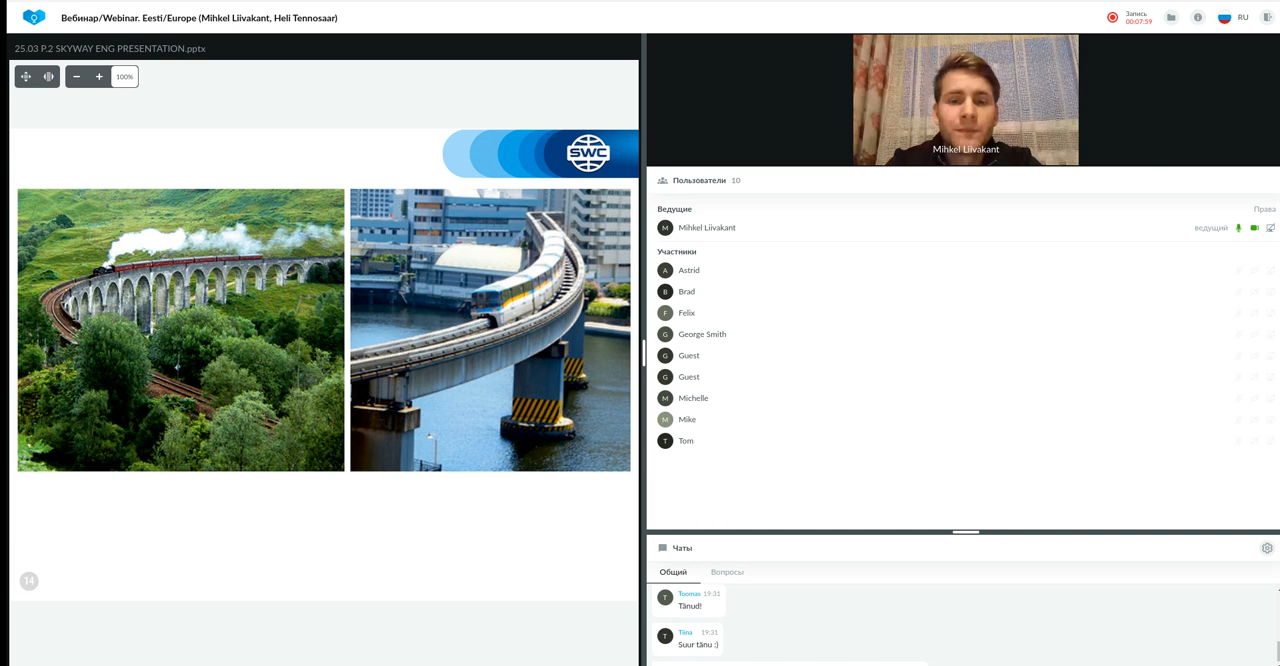 Вебинар/Webinar. Eesti/Europe (Mihkel Liivakant, Heli Tennosaar)
Запись
00:07:59
RU
25.03 P.2 SKYWAY ENG PRESENTATION.pptx
100%
SWC
14
Mihkel Liivakant
Пользователи 10
Ведущие Права
M Mihkel Liivakant ведущий
Участники
A Astrid
B Brad
F Felix
G George Smith
G Guest
G Guest
M Michelle
M Mike
T Tom
Чаты
Общий Вопросы
T Toomas 19:31
Tänud!
T Tiina 19:31
Suur tänu :)